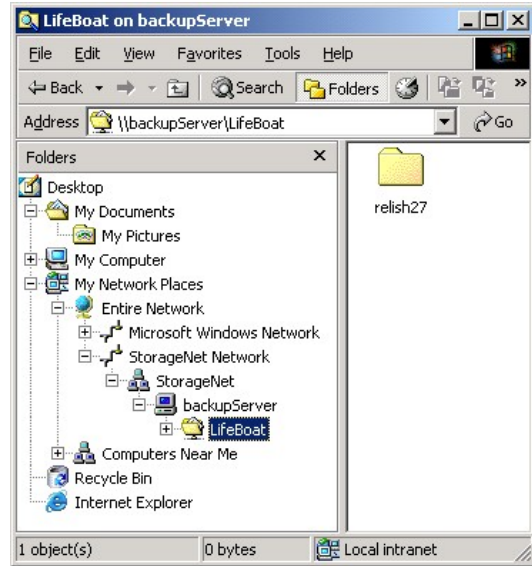 LifeBoat on backupServer
File Edit View Favorites Tools Help
Back Search Folders »
Address \\backupServer\LifeBoat Go
Folders
Desktop
My Documents
My Pictures
My Computer
My Network Places
Entire Network
Microsoft Windows Network
StorageNet Network
StorageNet
backupServer
LifeBoat
Computers Near Me
Recycle Bin
Internet Explorer
relish27
1 object(s) 0 bytes Local intranet